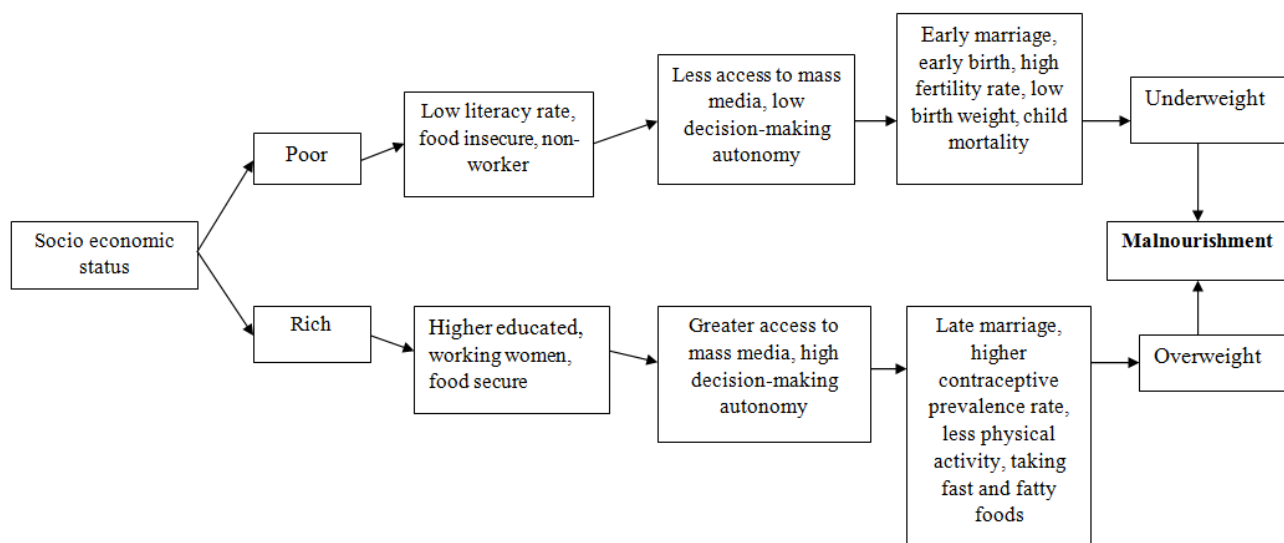 Socio economic
status
Poor
Low literacy rate,
food insecure, non-
worker
Less access to mass
media, low
decision-making
autonomy
Early marriage,
early birth, high
fertility rate, low
birth weight, child
mortality
Underweight
Malnourishment
Rich
Higher educated,
working women,
food secure
Greater access to
mass media, high
decision-making
autonomy
Late marriage,
higher
contraceptive
prevalence rate,
less physical
activity, taking
fast and fatty
foods
Overweight